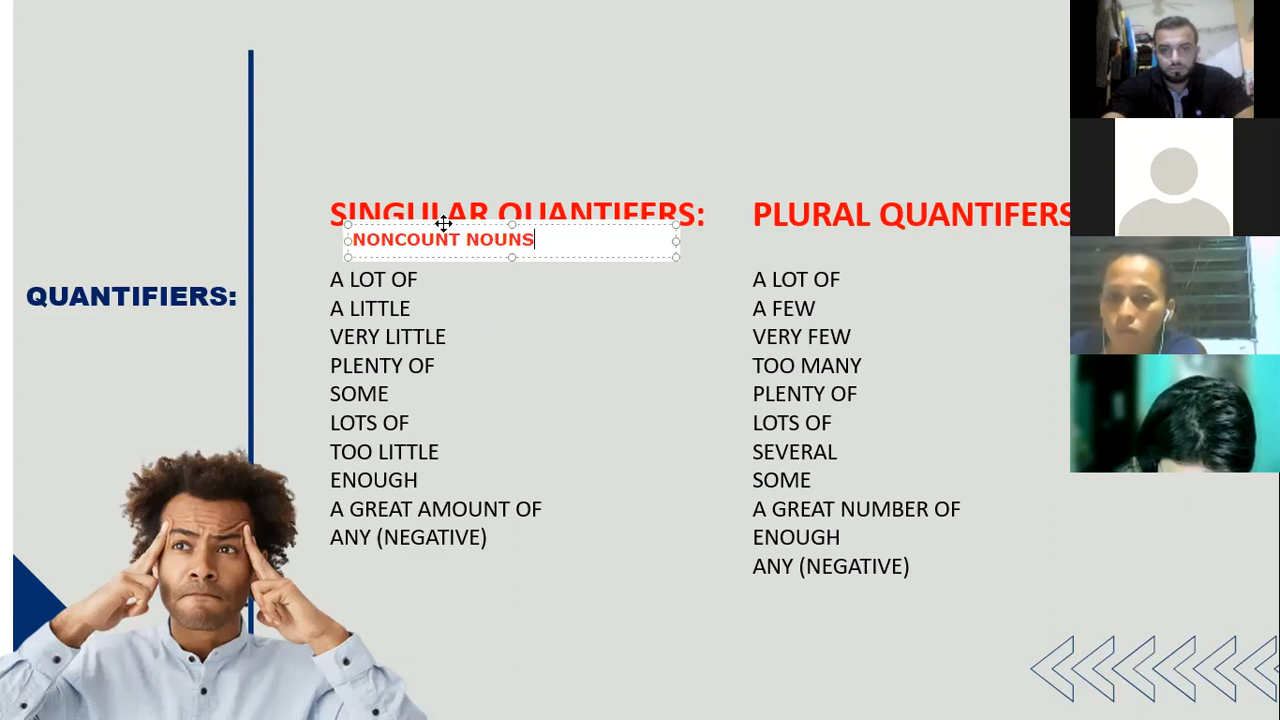 QUANTIFIERS:
SINGULAR QUANTIFERS:
NONCOUNT NOUNS
A LOT OF
A LITTLE
VERY LITTLE
PLENTY OF
SOME
LOTS OF
TOO LITTLE
ENOUGH
A GREAT AMOUNT OF
ANY (NEGATIVE)
PLURAL QUANTIFERS
A LOT OF
A FEW
VERY FEW
TOO MANY
PLENTY OF
LOTS OF
SEVERAL
SOME
A GREAT NUMBER OF
ENOUGH
ANY (NEGATIVE)